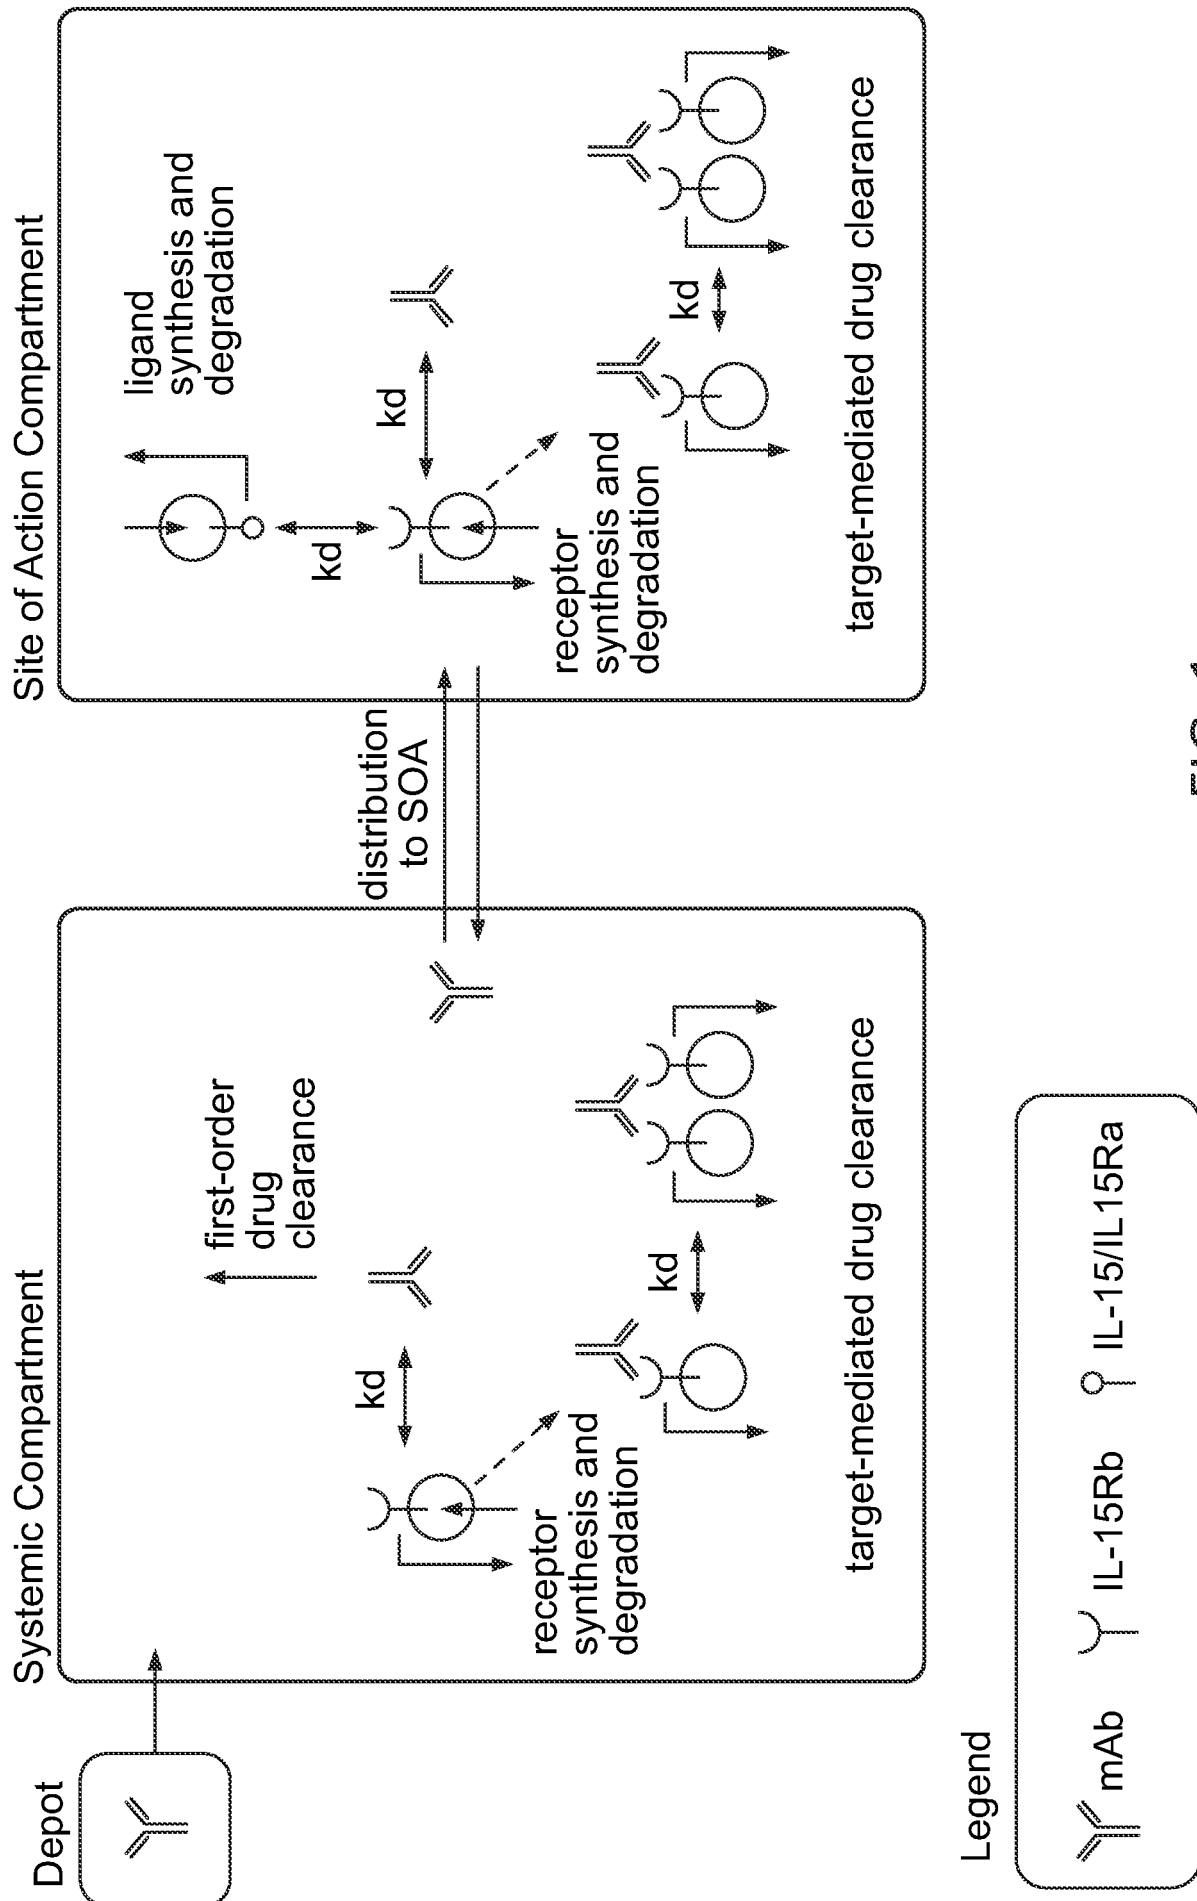 Depot
Systemic Compartment
first-order
drug
clearance
kd
receptor
synthesis and
degradation
kd
target-mediated drug clearance
distribution
to SOA
Site of Action Compartment
ligand
synthesis and
degradation
kd
kd
receptor
synthesis and
degradation
kd
target-mediated drug clearance
Legend
mAb
IL-15Rb
IL-15/IL15Ra